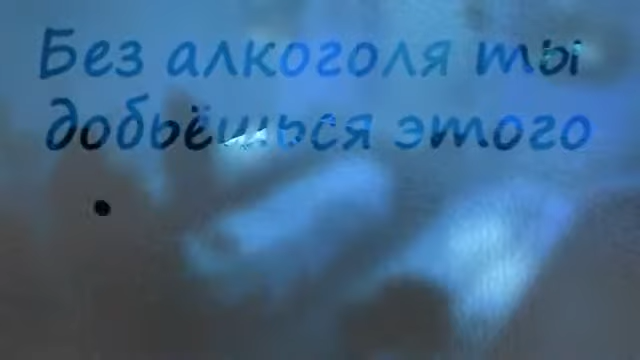 Без алкоголя ты
добьёшься этого